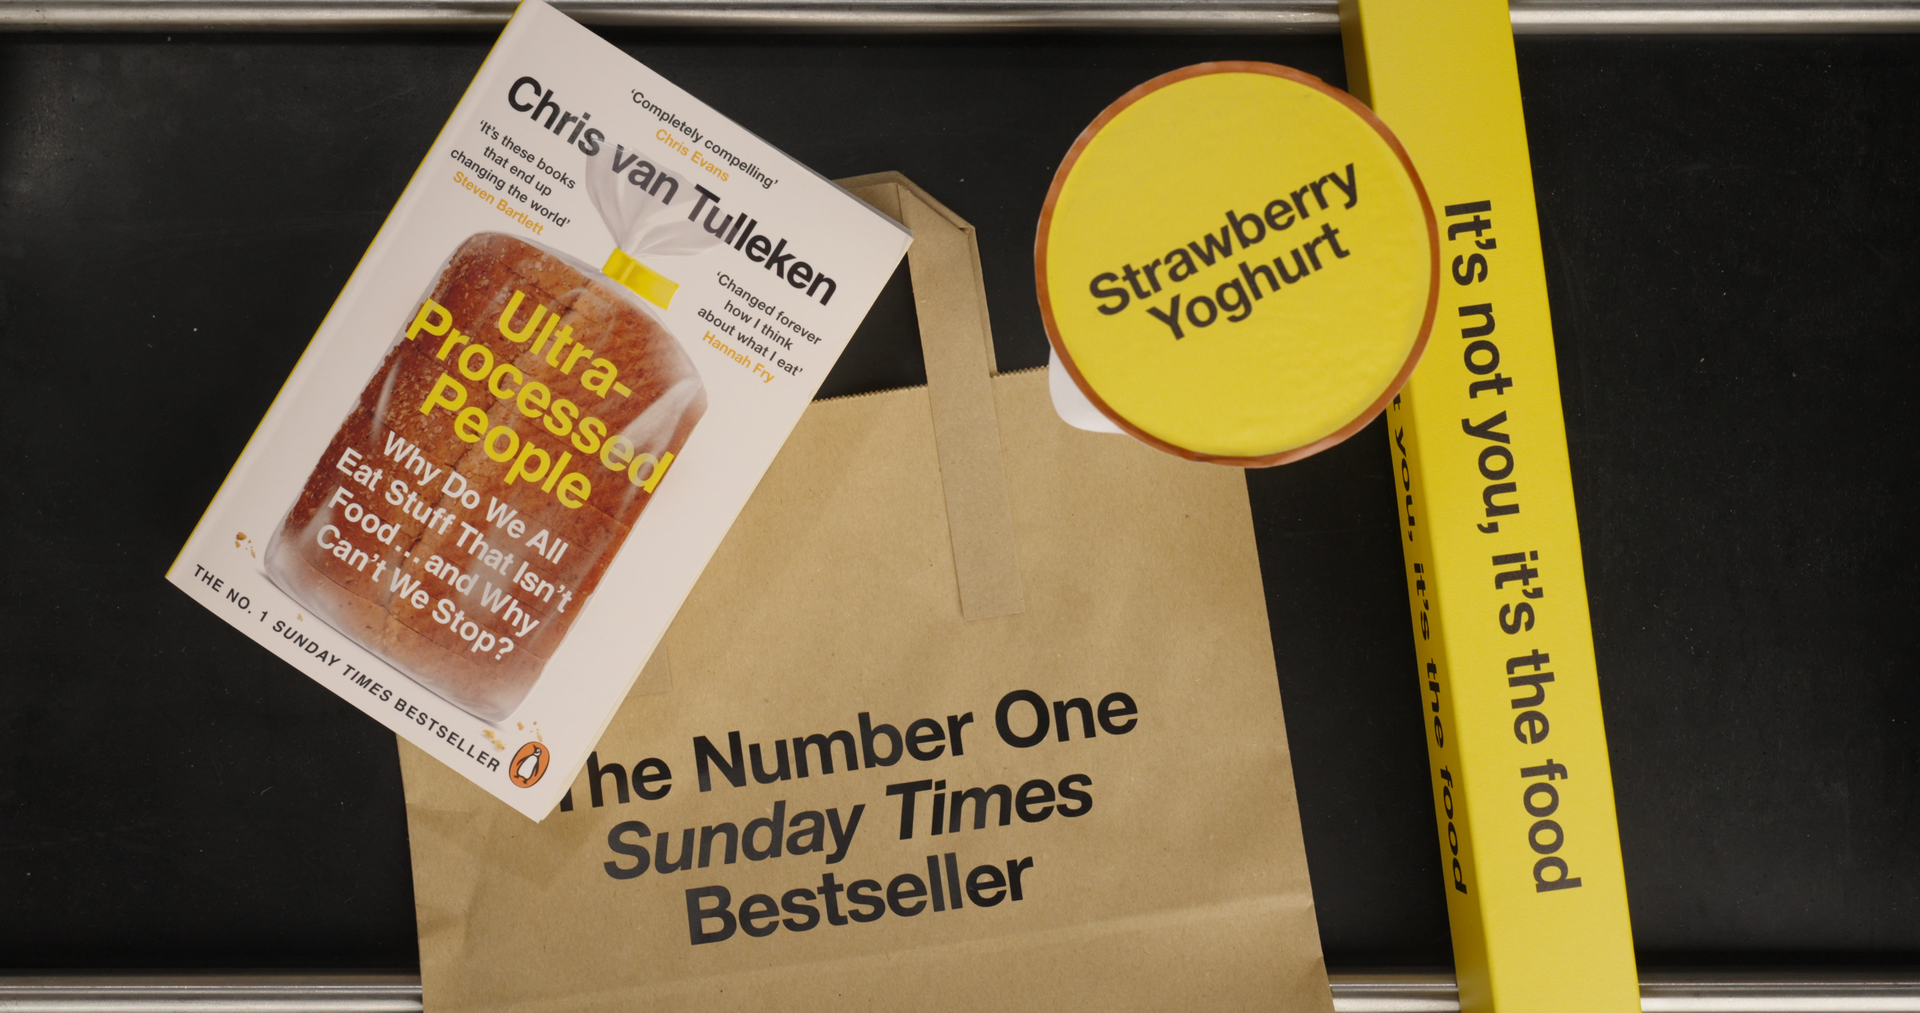 Chris van Tulleken
'Completely compelling'
Chris Evans
'It's these books
that end up
changing the world'
Steven Bartlett
'Changed forever
how I think
about what I eat'
Hannah Fry
Ultra-
Processed
People
Why Do We All
Eat Stuff That Isn't
Food...and Why
Can't We Stop?
THE NO. 1 SUNDAY TIMES BESTSELLER
The Number One
Sunday Times
Bestseller
Strawberry
Yoghurt
It's not you, it's the food
t you, it's the food